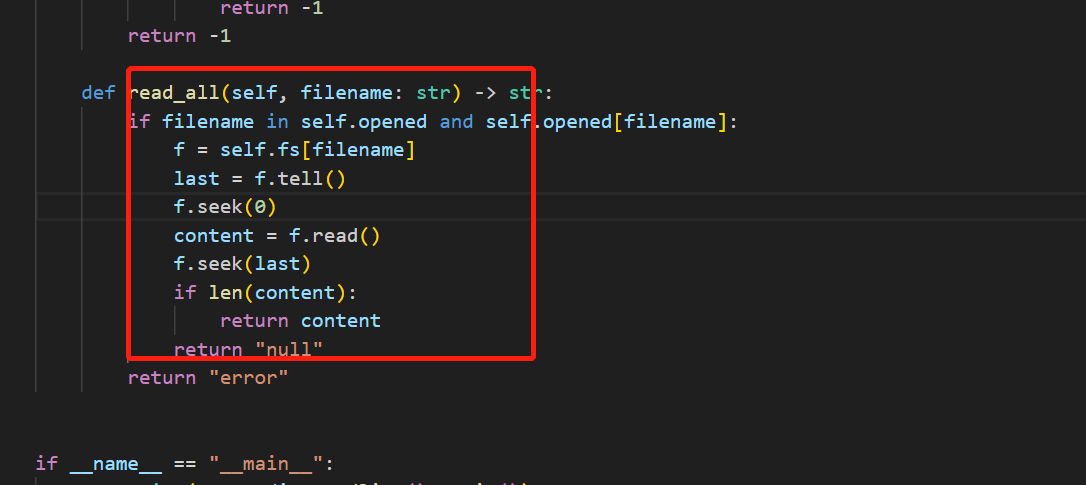 return -1
return -1
def read_all(self, filename: str) -> str:
if filename in self.opened and self.opened[filename]:
f = self.fs[filename]
last = f.tell()
f.seek(0)
content = f.read()
f.seek(last)
if len(content):
return content
return "null"
return "error"
if __name__ == "__main__":